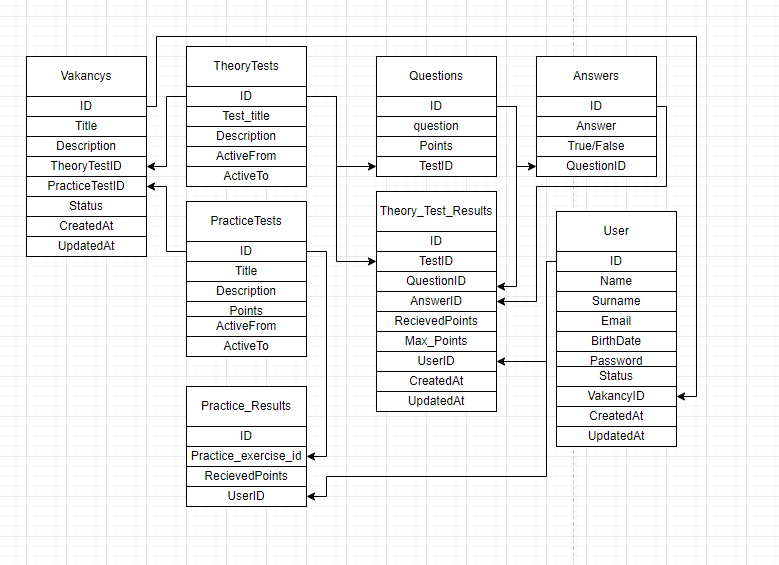 Vakancys
ID
Title
Description
TheoryTestID
PracticeTestID
Status
CreatedAt
UpdatedAt
TheoryTests
ID
Test_title
Description
ActiveFrom
ActiveTo
PracticeTests
ID
Title
Description
Points
ActiveFrom
ActiveTo
Practice_Results
ID
Practice_exercise_id
RecievedPoints
UserID
Questions
ID
question
Points
TestID
Theory_Test_Results
ID
TestID
QuestionID
AnswerID
RecievedPoints
Max_Points
UserID
CreatedAt
UpdatedAt
Answers
ID
Answer
True/False
QuestionID
User
ID
Name
Surname
Email
BirthDate
Password
Status
VakancyID
CreatedAt
UpdatedAt